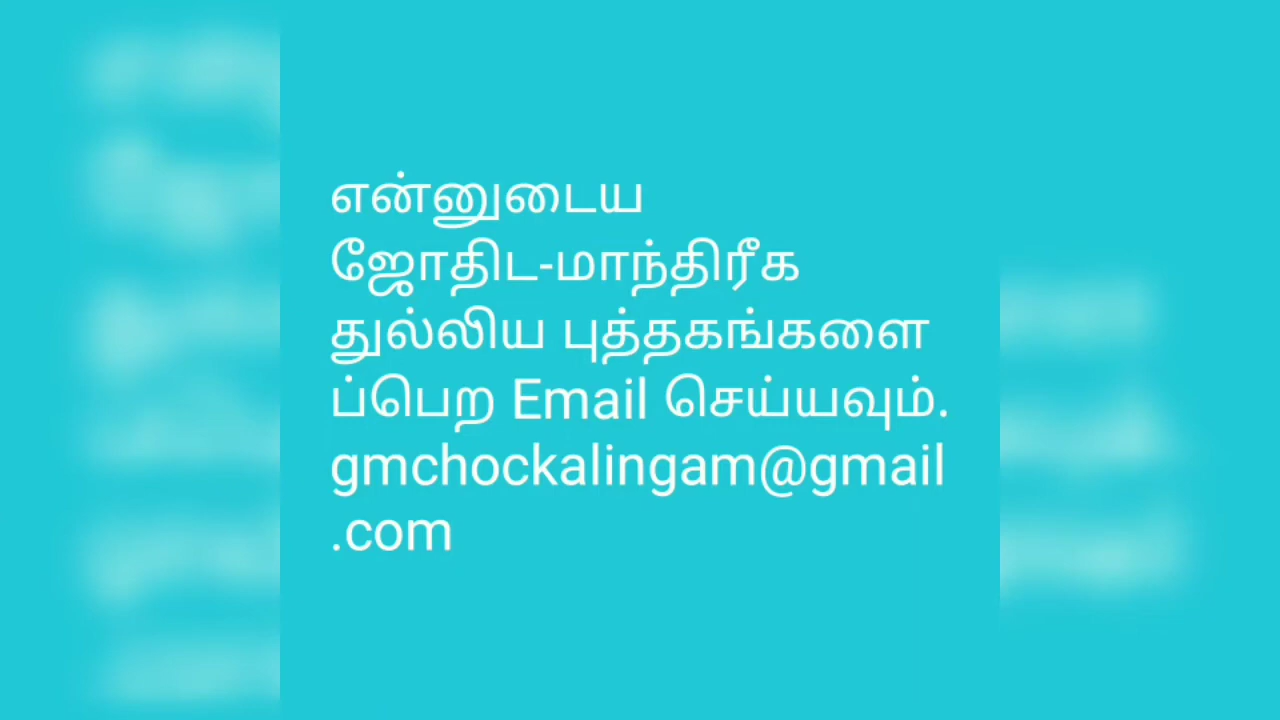 என்னுடைய
ஜோதிட-மாந்திரீக
துல்லிய புத்தகங்களை
ப்பெற Email செய்யவும்.
gmchockalingam@gmail
.com